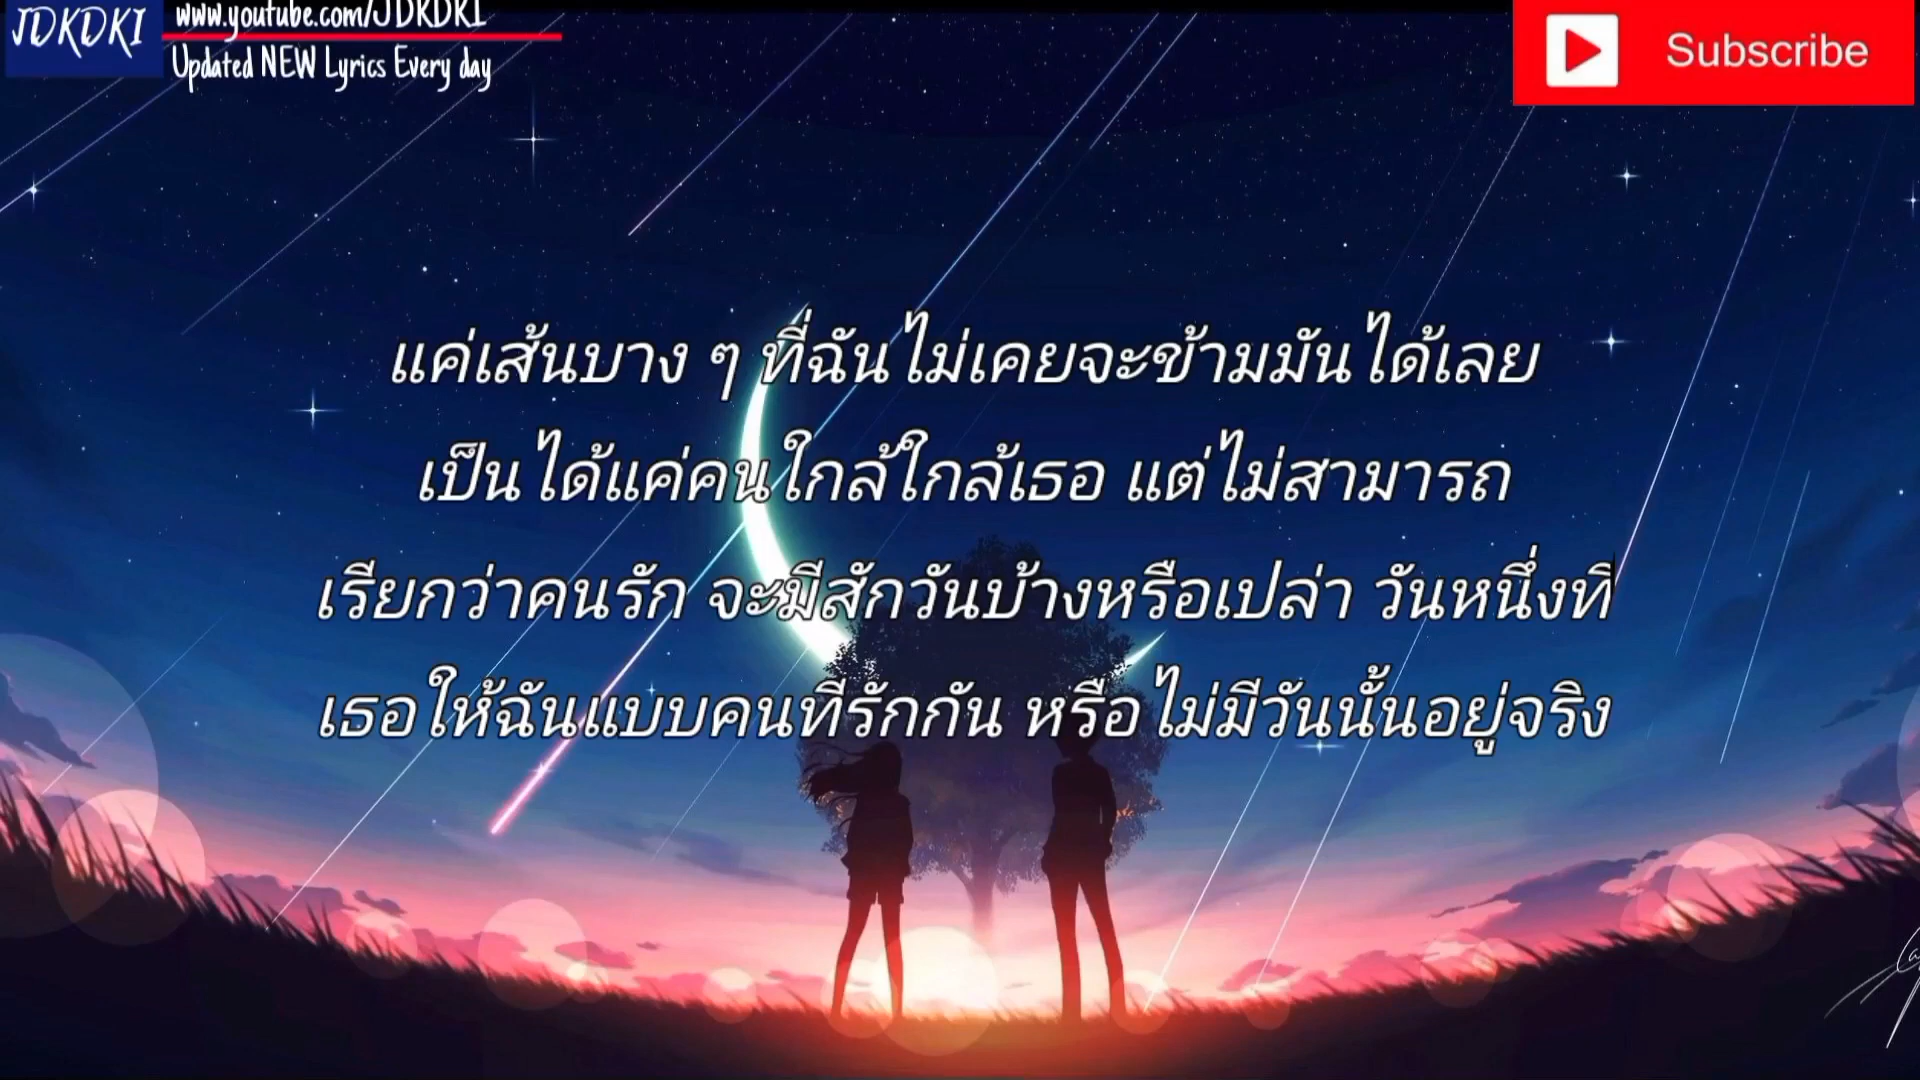 www.youtube.com/JDKDKI
JDKDKI
Updated NEW Lyrics Every day
Subscribe
แค่เส้นบาง ๆ ที่ฉันไม่เคยจะข้ามมันได้เลย
เป็นได้แค่คนใกล้ใกล้เธอ แต่ไม่สามารถ
เรียกว่าคนรัก จะมีสักวันบ้างหรือเปล่า วันหนึ่งที่
เธอให้ฉันแบบคนที่รักกัน หรือไม่มีวันนั้นอยู่จริง